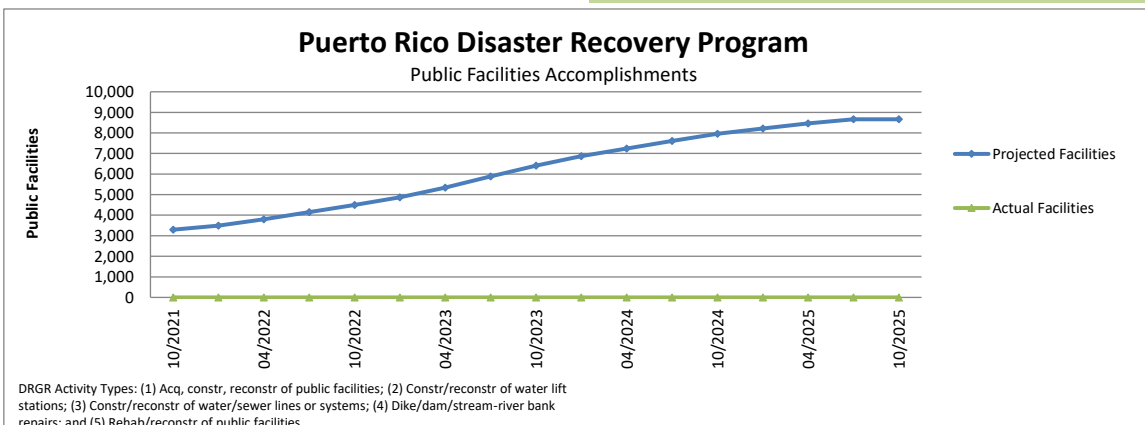 Puerto Rico Disaster Recovery Program
Public Facilities Accomplishments
Public Facilities
10,000
9,000
8,000
7,000
6,000
5,000
4,000
3,000
2,000
1,000
0
10/2021
04/2022
10/2022
04/2023
10/2023
04/2024
10/2024
04/2025
10/2025
Projected Facilities
Actual Facilities
DRGR Activity Types: (1) Acq, constr, reconstr of public facilities; (2) Constr/reconstr of water lift
stations; (3) Constr/reconstr of water/sewer lines or systems; (4) Dike/dam/stream-river bank
repairs; and (5) Rehab/reconstr of public facilities